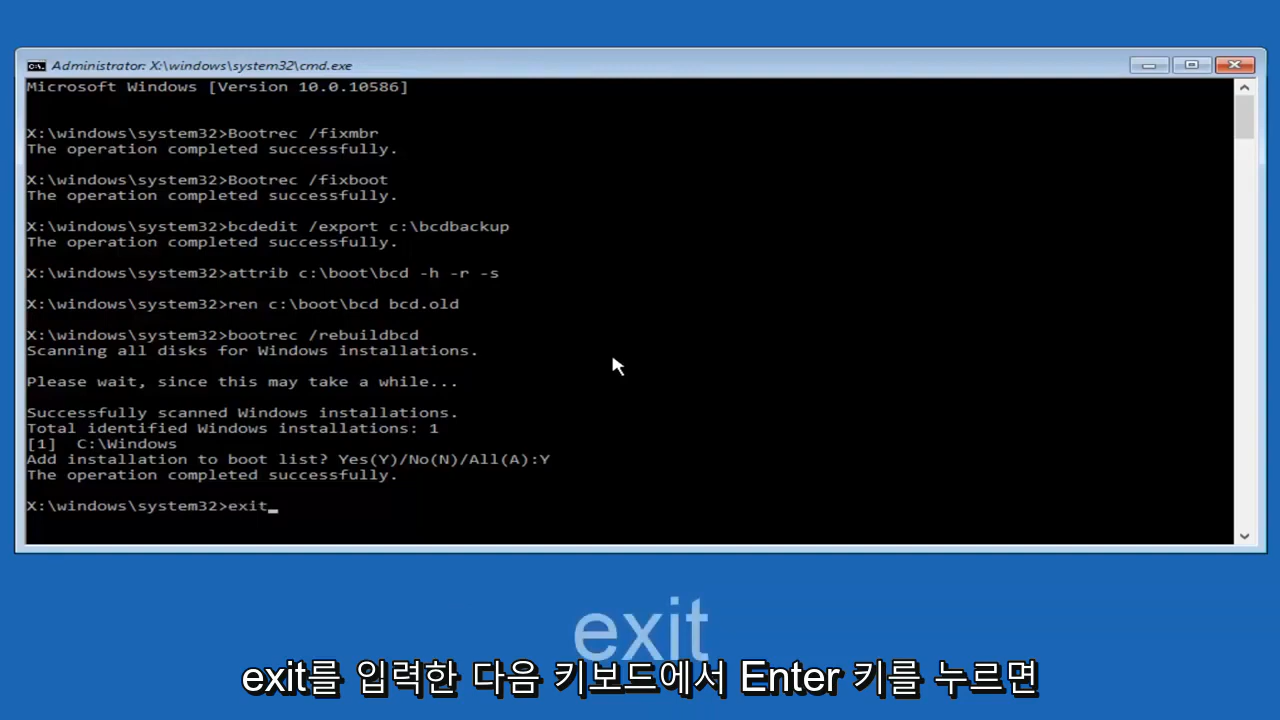 Administrator: X:\windows\system32\cmd.exe
Microsoft Windows [Version 10.0.10586]
X:\windows\system32>Bootrec /fixmbr
The operation completed successfully.
X:\windows\system32>Bootrec /fixboot
The operation completed successfully.
X:\windows\system32>bcdedit /export c:\bcdbackup
The operation completed successfully.
X:\windows\system32>attrib c:\boot\bcd -h -r -s
X:\windows\system32>ren c:\boot\bcd bcd.old
X:\windows\system32>bootrec /rebuildbcd
Scanning all disks for Windows installations.
Please wait, since this may take a while...
Successfully scanned Windows installations.
Total identified Windows installations: 1
[1]  C:\Windows
Add installation to boot list? Yes(Y)/No(N)/All(A):Y
The operation completed successfully.
X:\windows\system32>exit_
exit
exit를 입력한 다음 키보드에서 Enter 키를 누르면